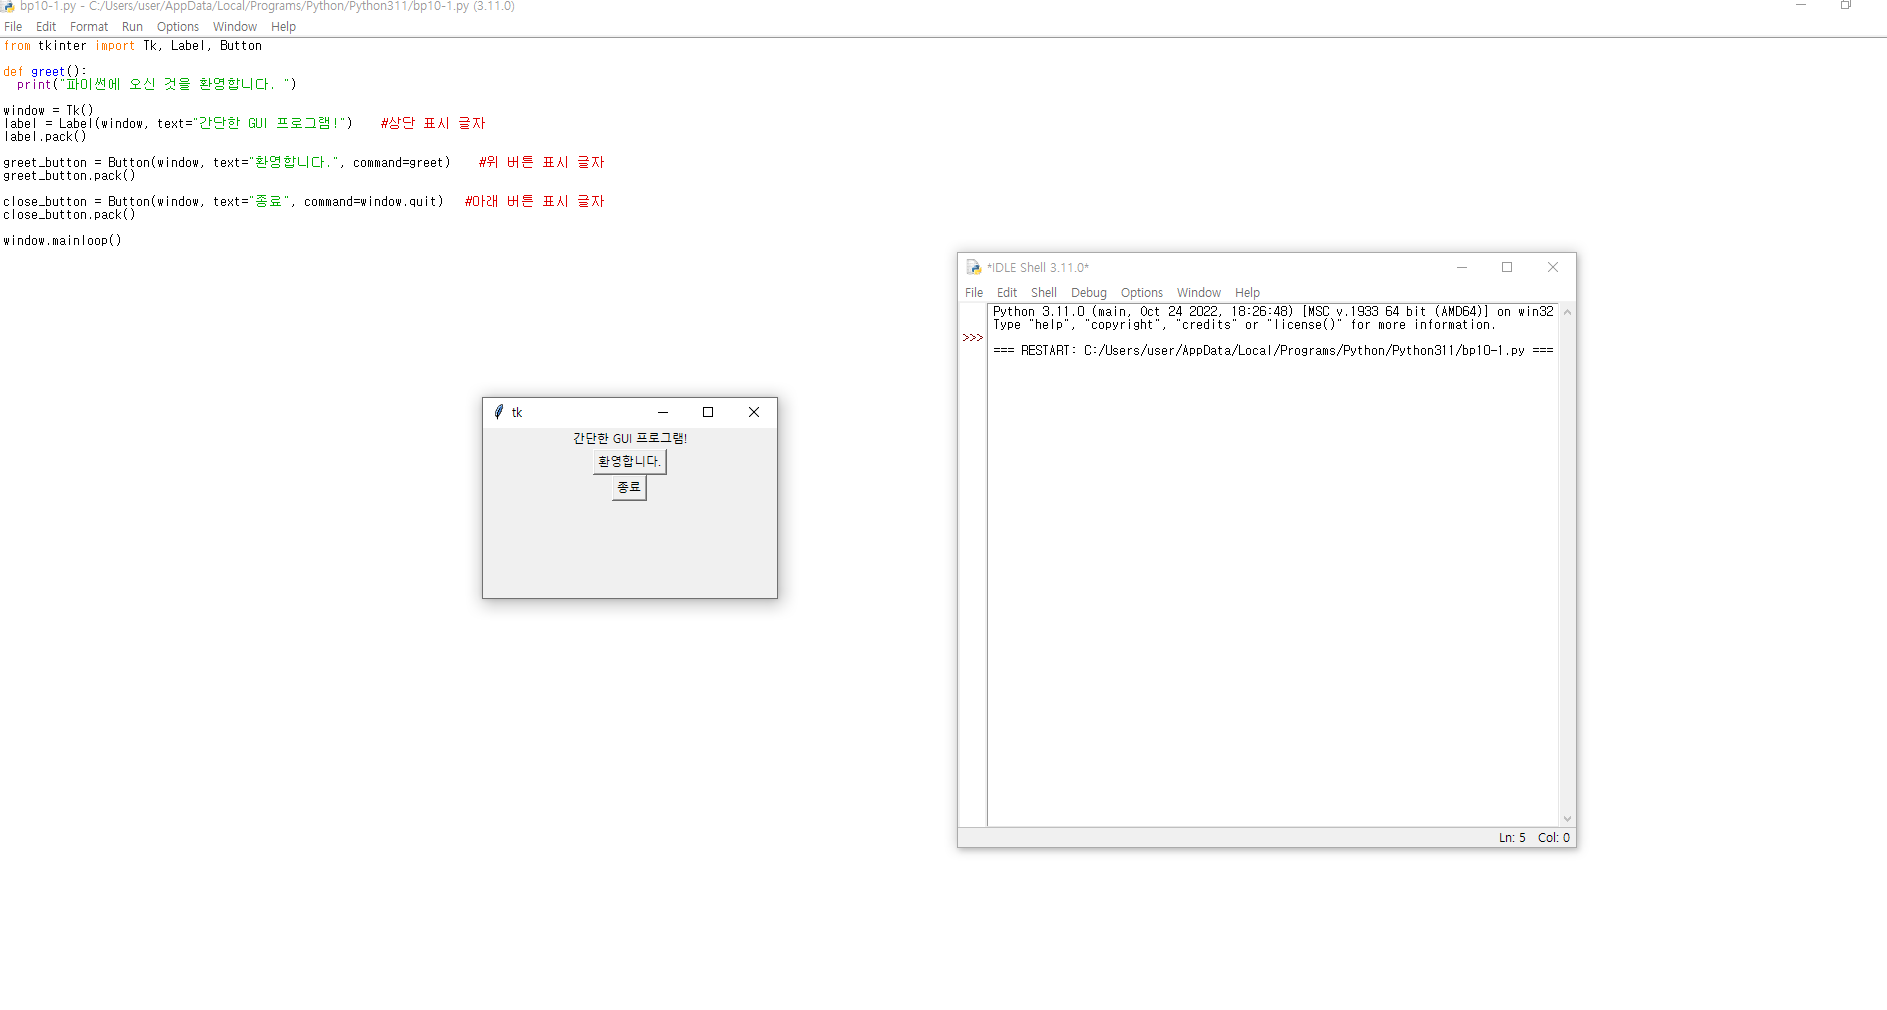 bp10-1.py - C:/Users/user/AppData/Local/Programs/Python/Python311/bp10-1.py (3.11.0)
File Edit Format Run Options Window Help
from tkinter import Tk, Label, Button
def greet():
print("파이썬에 오신 것을 환영합니다. ")
window = Tk()
label = Label(window, text="간단한 GUI 프로그램!") #상단 표시 글자
label.pack()
greet_button = Button(window, text="환영합니다.", command=greet) #위 버튼 표시 글자
greet_button.pack()
close_button = Button(window, text="종료", command=window.quit) #아래 버튼 표시 글자
close_button.pack()
window.mainloop()
tk
간단한 GUI 프로그램!
환영합니다.
종료
*IDLE Shell 3.11.0*
File Edit Shell Debug Options Window Help
Python 3.11.0 (main, Oct 24 2022, 18:26:48) [MSC v.1933 64 bit (AMD64)] on win32
Type "help", "copyright", "credits" or "license()" for more information.
>>>
=== RESTART: C:/Users/user/AppData/Local/Programs/Python/Python311/bp10-1.py ===
Ln: 5 Col: 0